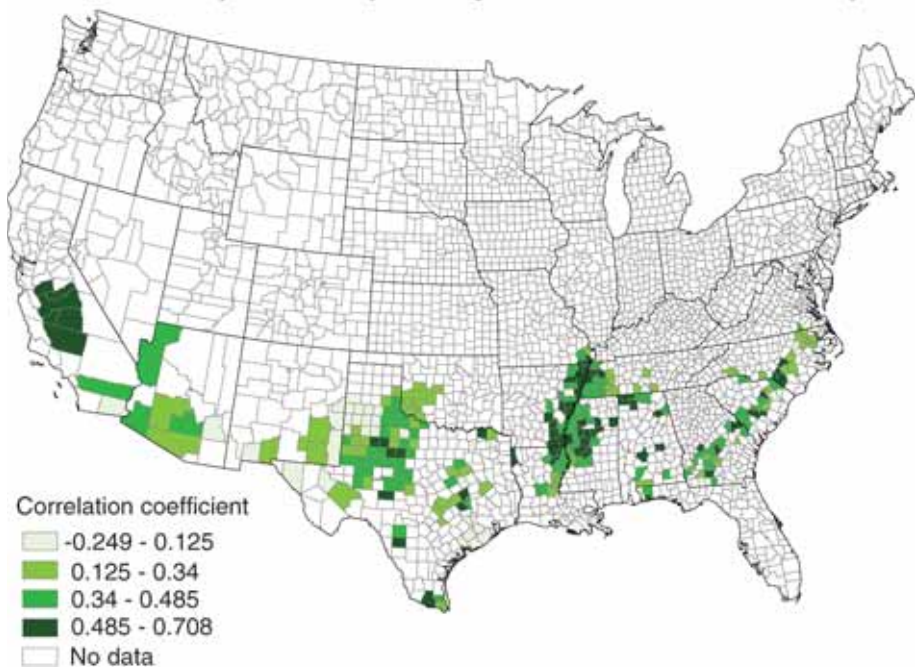 Correlation coefficient
-0.249 - 0.125
0.125 - 0.34
0.34 - 0.485
0.485 - 0.708
No data